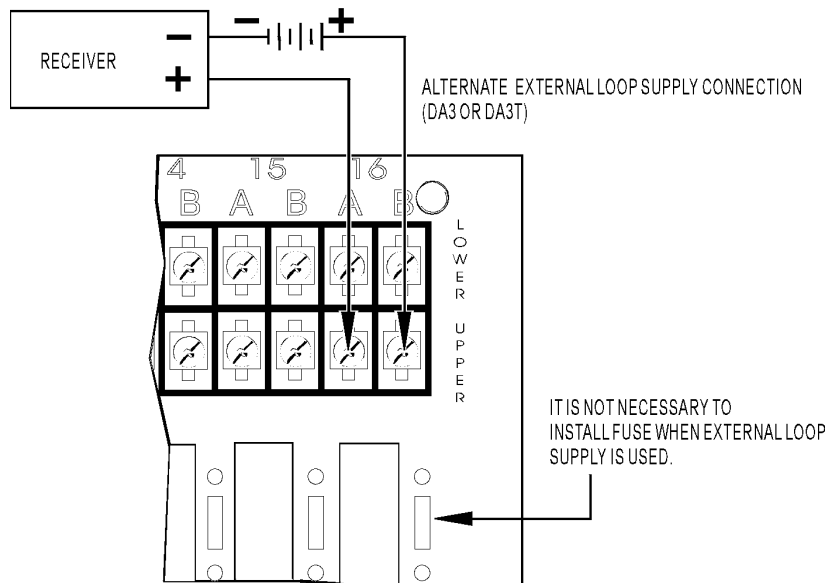 − +
RECEIVER −
+
ALTERNATE EXTERNAL LOOP SUPPLY CONNECTION
(DA3 OR DA3T)
4 15 16
B A B A B
LOWER UPPER
IT IS NOT NECESSARY TO
INSTALL FUSE WHEN EXTERNAL LOOP
SUPPLY IS USED.